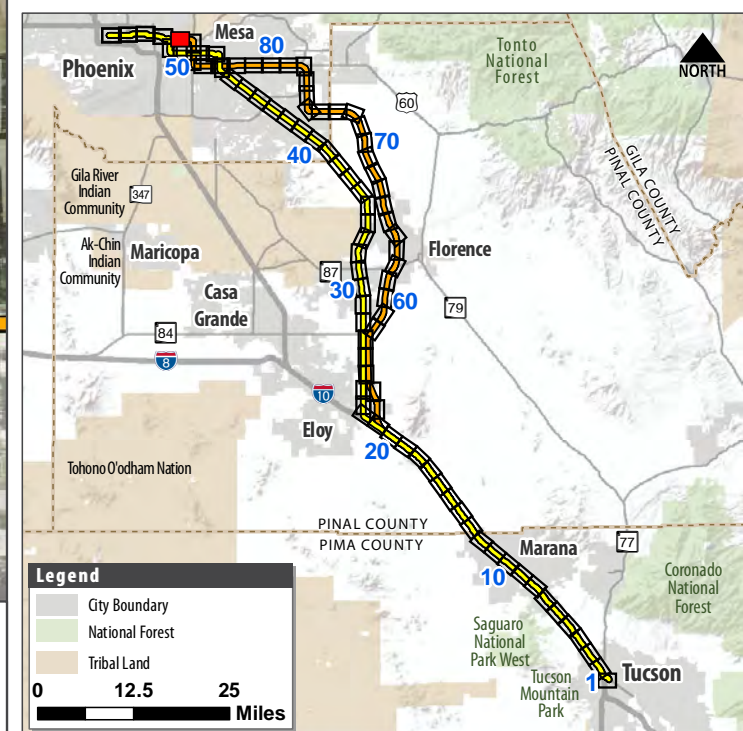 Mesa
80
Tonto
National
Forest
NORTH
Phoenix
50
60
70
40
GILA COUNTY
PINAL COUNTY
Gila River
Indian
Community
347
Ak-Chin
Indian
Community
Maricopa
Florence
87
30
60
Casa
Grande
79
84
8
10
Eloy
20
Tohono O'odham Nation
PINAL COUNTY
PIMA COUNTY
Marana
77
10
Coronado
National
Forest
Saguaro
National
Park West
Tucson
Mountain
Park
1
Tucson
Legend
City Boundary
National Forest
Tribal Land
0 12.5 25
Miles